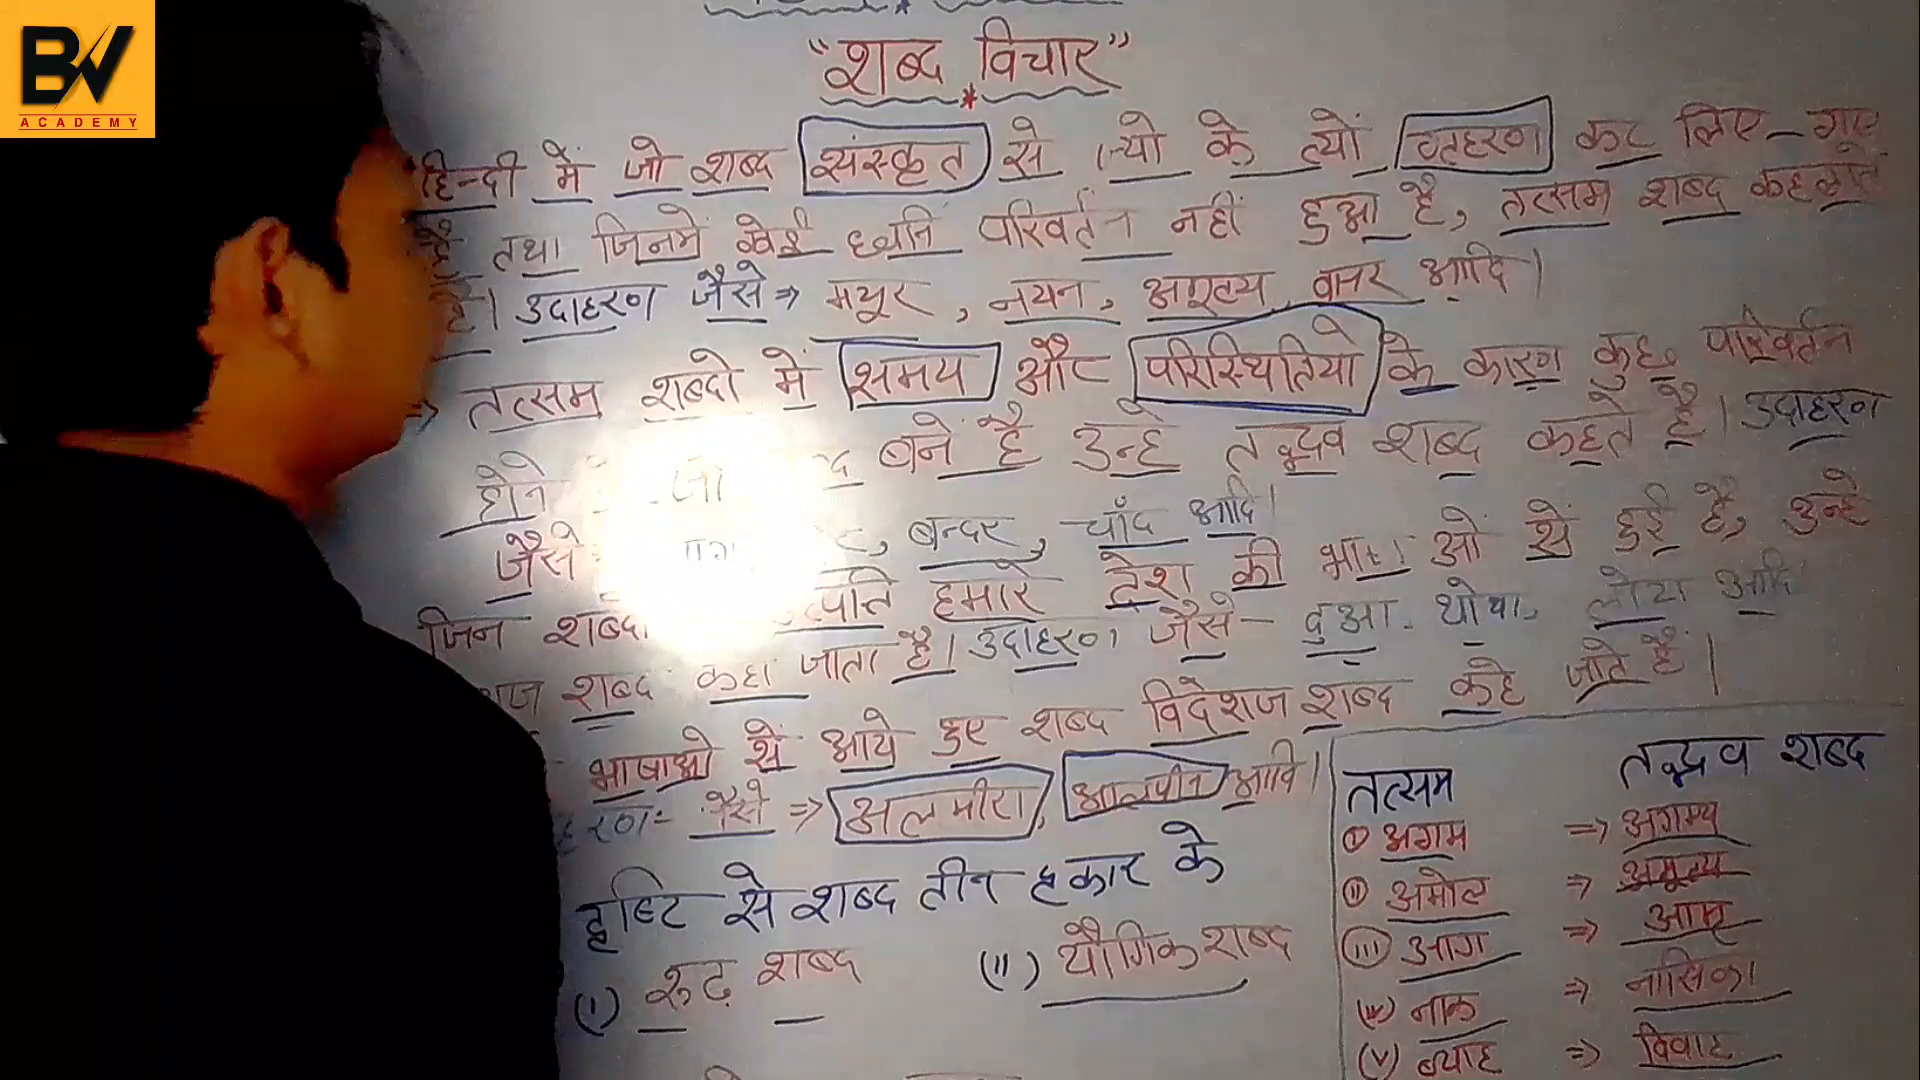 BW
ACADEMY
“शब्द विचार”
हिन्दी में जो शब्द संस्कृत से ज्यो के त्यों ग्रहण कर लिए-गए
है तथा जिनमें कोई ध्वनि परिवर्तन नहीं हुआ है, तत्सम शब्द कहलाते
है। उदाहरण जैसे ⇒ मयूर, नयन, अमूल्य, वानर आदि।
⇒ तत्सम शब्दो में समय और परिस्थितियो के कारण कुछ परिवर्तन
होने जो बने है उन्हे तद्भव शब्द कहते है। उदाहरण
जैसे बन्दर, चाँद आदि।
जिन शब्दो हमारे देश की भाषाओं से हुई है, उन्हे
शब्द कहा जाता है। उदाहरण जैसे – लोटा आदि
भाषाओ से आये हुए शब्द विदेशज शब्द कहे जाते है।
जैसे ⇒ अलमीरा, आलपीन आदि।
दृष्टि से शब्द तीन प्रकार के
(i) रूढ़ शब्द (ii) यौगिक शब्द
तत्सम तद्भव शब्द
(i) अगम ⇒ अगम्य
(ii) अमोल ⇒ अमूल्य
(iii) आग ⇒
(iv) नाक ⇒ नासिका
(v) ब्याह ⇒ विवाह